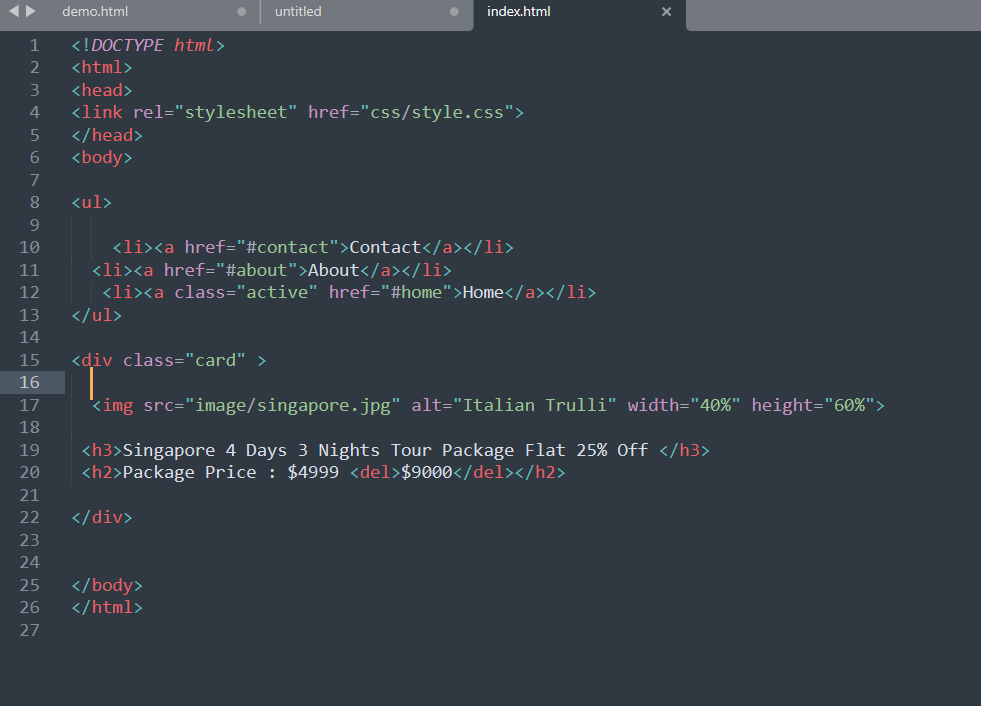 demo.html untitled index.html
1 <!DOCTYPE html>
2 <html>
3 <head>
4 <link rel="stylesheet" href="css/style.css">
5 </head>
6 <body>
7
8 <ul>
9
10 <li><a href="#contact">Contact</a></li>
11 <li><a href="#about">About</a></li>
12 <li><a class="active" href="#home">Home</a></li>
13 </ul>
14
15 <div class="card" >
16
17 <img src="image/singapore.jpg" alt="Italian Trulli" width="40%" height="60%">
18
19 <h3>Singapore 4 Days 3 Nights Tour Package Flat 25% Off </h3>
20 <h2>Package Price : $4999 <del>$9000</del></h2>
21
22 </div>
23
24
25 </body>
26 </html>
27